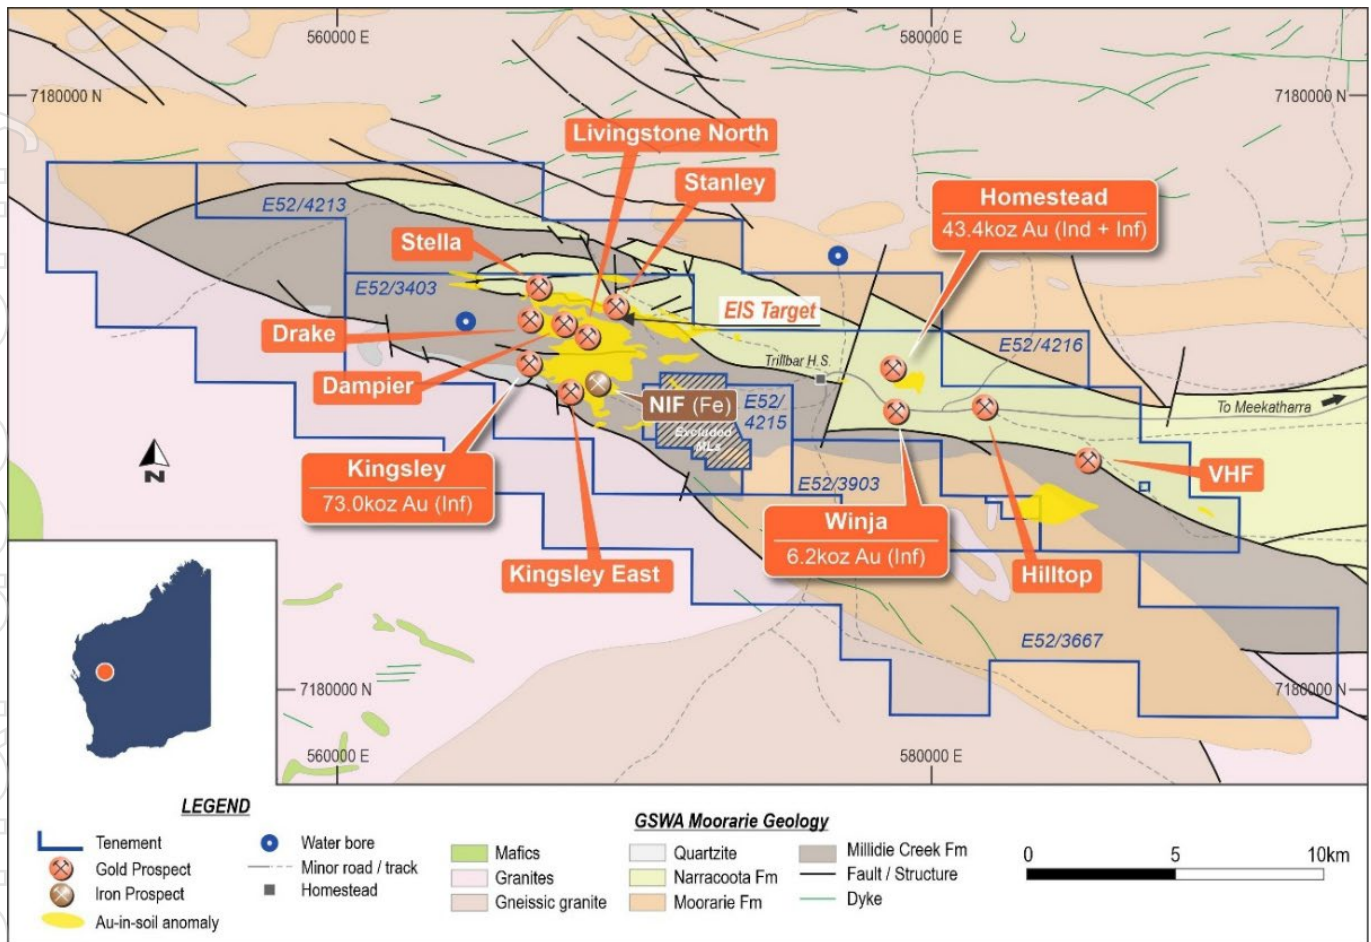 560000 E
580000 E
7180000 N
7180000 N
Livingstone North
Stanley
Homestead
43.4koz Au (Ind + Inf)
E52/4213
Stella
E52/3403
EIS Target
Drake
E52/4216
Trillbar H.S.
Dampier
NIF (Fe)
E52/
4215
To Meekatharra
Excluded
MLs
N
Kingsley
73.0koz Au (Inf)
VHF
E52/3903
Winja
6.2koz Au (Inf)
Kingsley East
Hilltop
E52/3667
7180000 N
7180000 N
560000 E
580000 E
LEGEND
Tenement
Gold Prospect
Iron Prospect
Au-in-soil anomaly
Water bore
Minor road / track
Homestead
GSWA Moorarie Geology
Mafics
Granites
Gneissic granite
Quartzite
Narracoota Fm
Moorarie Fm
Millidie Creek Fm
Fault / Structure
Dyke
0
5
10km